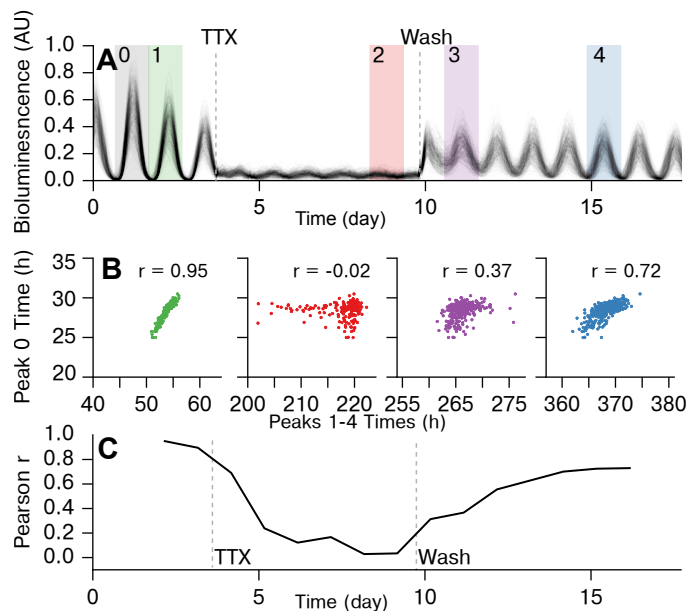 TTX
Wash
Bioluminesncence (AU)
A
0
1
2
3
4
1.0
0.8
0.6
0.4
0.2
0.0
0
5
10
15
Time (day)
B
Peak 0 Time (h)
35
30
25
20
r = 0.95
r = -0.02
r = 0.37
r = 0.72
40
50
60
200
210
220
255
265
275
360
370
380
Peaks 1-4 Times (h)
C
Pearson r
1.0
0.8
0.6
0.4
0.2
0.0
TTX
Wash
0
5
10
15
Time (day)